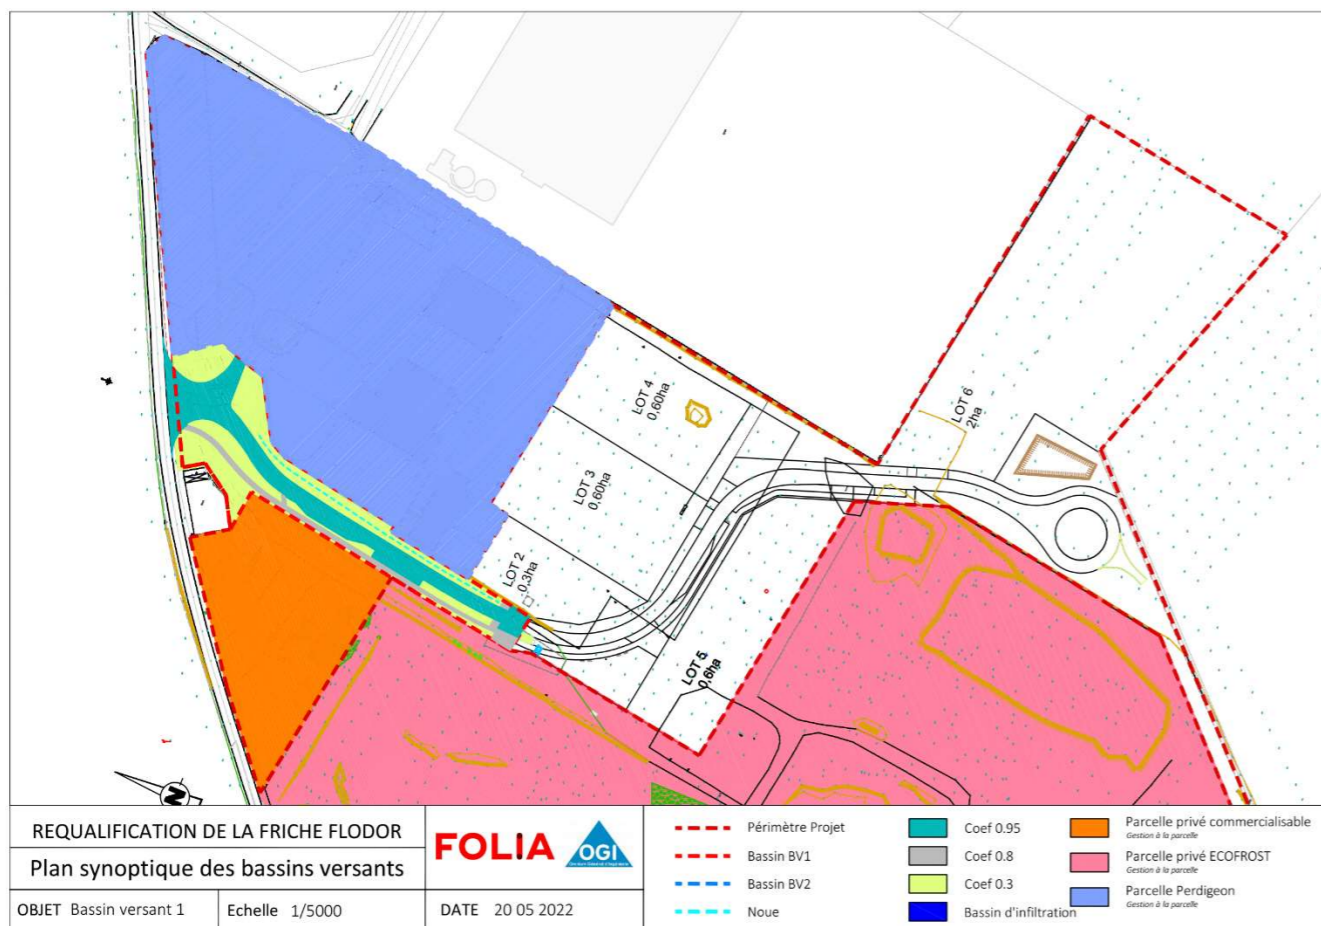 LOT 4
0,60ha
LOT 3
0,60ha
LOT 2
0,3ha
LOT 5
0,6ha
LOT 6
2ha
N
REQUALIFICATION DE LA FRICHE FLODOR
Plan synoptique des bassins versants
OBJET Bassin versant 1
Echelle 1/5000
FOLIA
OGI
DATE 20 05 2022
Périmètre Projet
Bassin BV1
Bassin BV2
Noue
Coef 0.95
Coef 0.8
Coef 0.3
Bassin d'infiltration
Parcelle privé commercialisable
Gestion à la parcelle
Parcelle privé ECOFROST
Gestion à la parcelle
Parcelle Perdigeon
Gestion à la parcelle